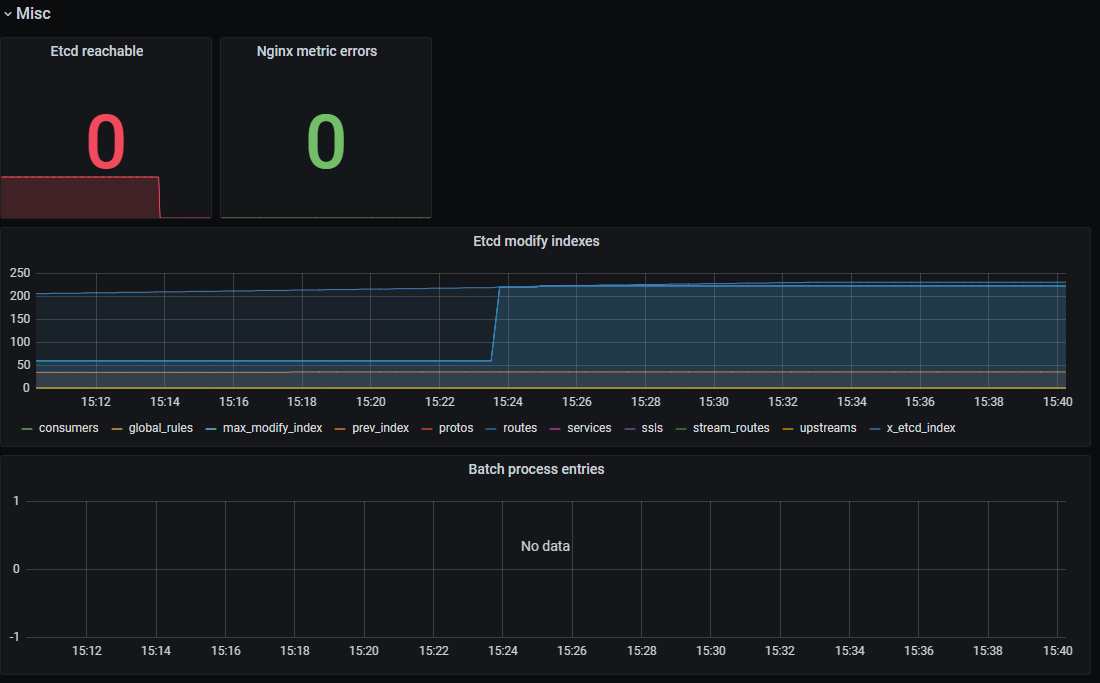 Misc
Etcd reachable
Nginx metric errors
0
0
Etcd modify indexes
250
200
150
100
50
0
15:12 15:14 15:16 15:18 15:20 15:22 15:24 15:26 15:28 15:30 15:32 15:34 15:36 15:38 15:40
consumers global_rules max_modify_index prev_index protos routes services ssls stream_routes upstreams x_etcd_index
Batch process entries
1
No data
0
-1
15:12 15:14 15:16 15:18 15:20 15:22 15:24 15:26 15:28 15:30 15:32 15:34 15:36 15:38 15:40